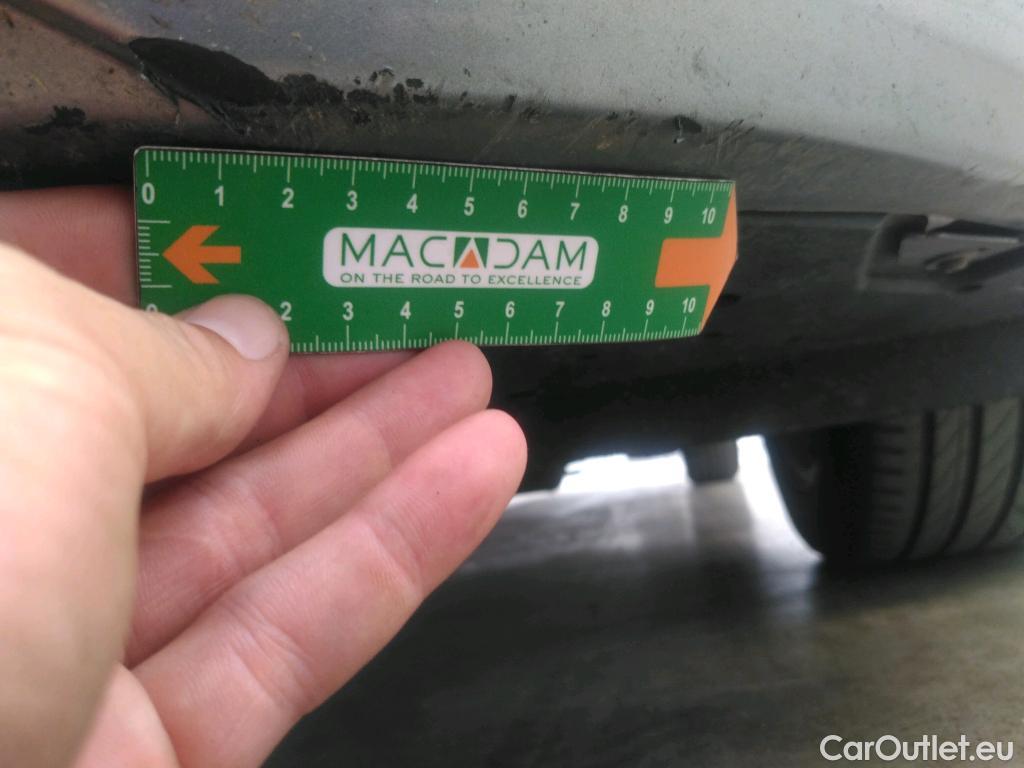 0 1 2 3 4 5 6 7 8 9 10
MACADAM
ON THE ROAD TO EXCELLENCE
0 2 3 4 5 6 7 8 9 10
CarOutlet.eu